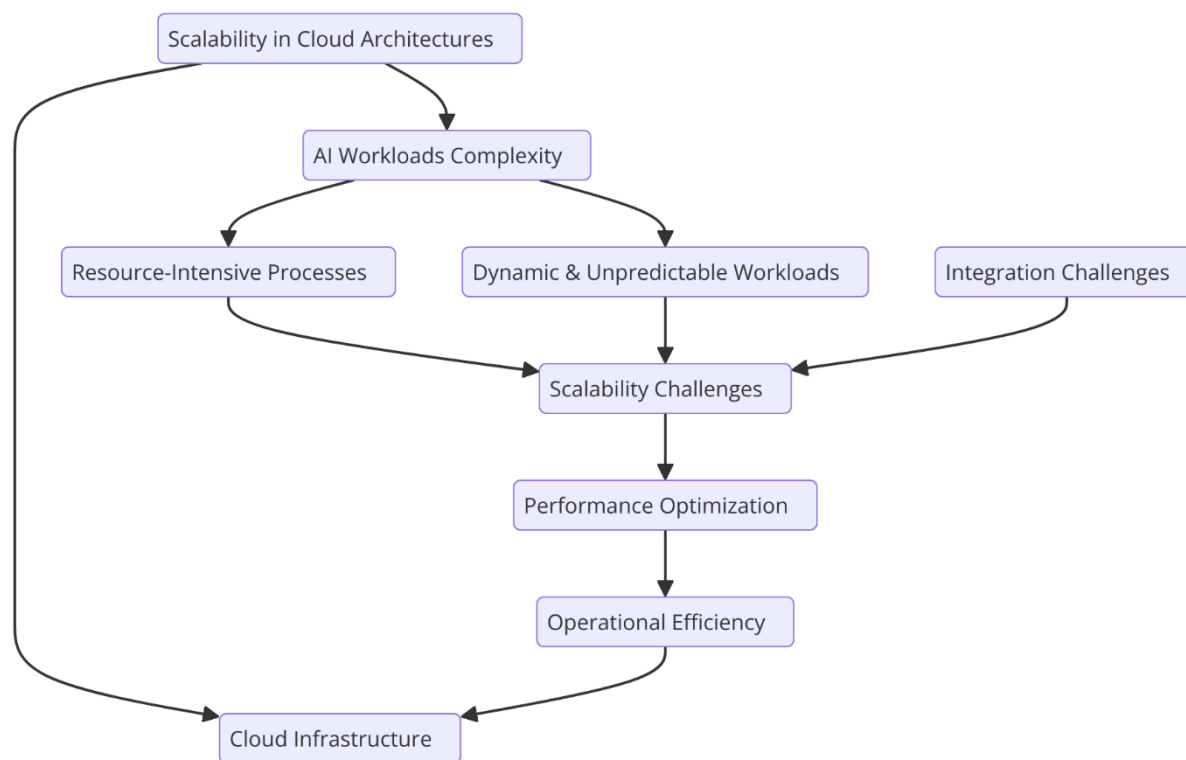 Scalability in Cloud Architectures
AI Workloads Complexity
Resource-Intensive Processes
Dynamic & Unpredictable Workloads
Integration Challenges
Scalability Challenges
Performance Optimization
Operational Efficiency
Cloud Infrastructure